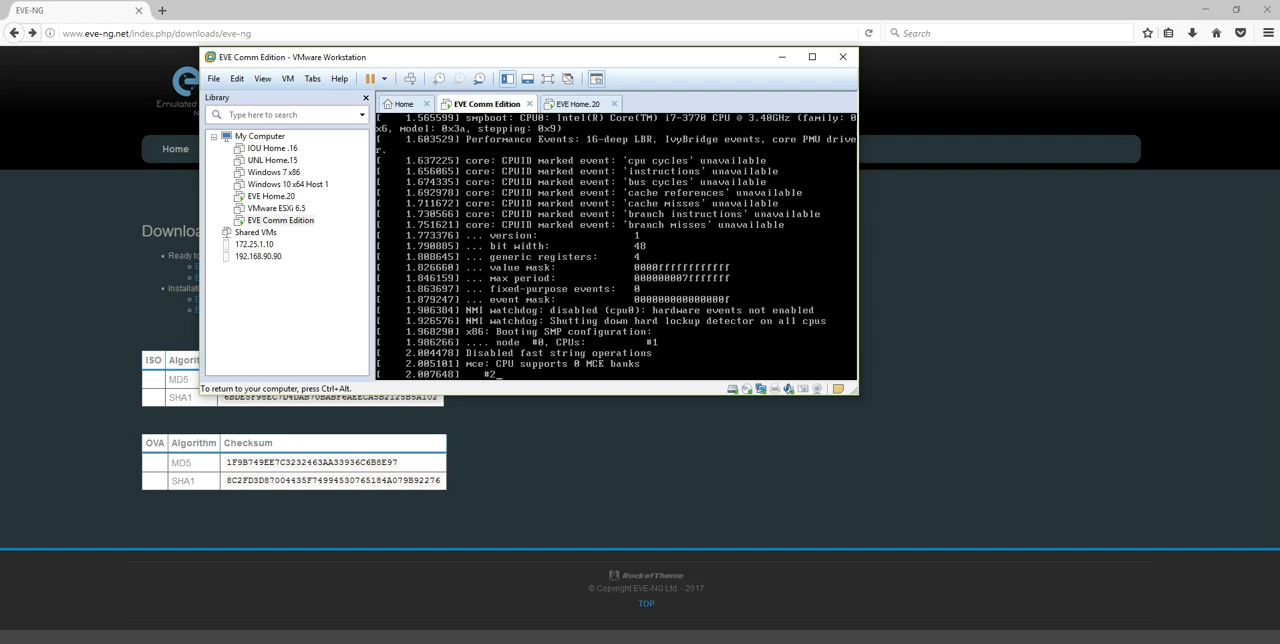 EVE-NG
www.eve-ng.net/index.php/downloads/eve-ng
Search
EVE Comm Edition - VMware Workstation
File Edit View VM Tabs Help
Library
Type here to search
My Computer
IOU Home .16
UNL Home.15
Windows 7 x86
Windows 10 x64 Host 1
EVE Home.20
VMware ESXi 6.5
EVE Comm Edition
Shared VMs
172.25.1.10
192.168.90.90
Home EVE Comm Edition EVE Home.20
[ 1.565599] smpboot: CPU0: Intel(R) Core(TM) i7-3770 CPU @ 3.40GHz (family: 0
x6, model: 0x3a, stepping: 0x9)
[ 1.603529] Performance Events: 16-deep LBR, IvyBridge events, core PMU drive
r.
[ 1.637225] core: CPUID marked event: 'cpu cycles' unavailable
[ 1.656065] core: CPUID marked event: 'instructions' unavailable
[ 1.674335] core: CPUID marked event: 'bus cycles' unavailable
[ 1.692978] core: CPUID marked event: 'cache references' unavailable
[ 1.711672] core: CPUID marked event: 'cache misses' unavailable
[ 1.730566] core: CPUID marked event: 'branch instructions' unavailable
[ 1.751621] core: CPUID marked event: 'branch misses' unavailable
[ 1.773376] ... version: 1
[ 1.790885] ... bit width: 48
[ 1.808645] ... generic registers: 4
[ 1.826660] ... value mask: 0000ffffffffffff
[ 1.846159] ... max period: 000000007fffffff
[ 1.863697] ... fixed-purpose events: 0
[ 1.879247] ... event mask: 000000000000000f
[ 1.906384] NMI watchdog: disabled (cpu0): hardware events not enabled
[ 1.926576] NMI watchdog: Shutting down hard lockup detector on all cpus
[ 1.968290] x86: Booting SMP configuration:
[ 1.986266] .... node #0, CPUs: #1
[ 2.004478] Disabled fast string operations
[ 2.005101] mce: CPU supports 0 MCE banks
[ 2.007648] #2_
To return to your computer, press Ctrl+Alt.
Emulated
Home
Downloa
Ready to
Installati
ISO Algori
MD5
SHA1
OVA Algorithm Checksum
MD5 1F9B749EE7C3232463AA33936C6B8E97
SHA1 8C2FD3D87004435F74994530765184A079B92276
RocketTheme
© Copyright EVE-NG Ltd. - 2017
TOP